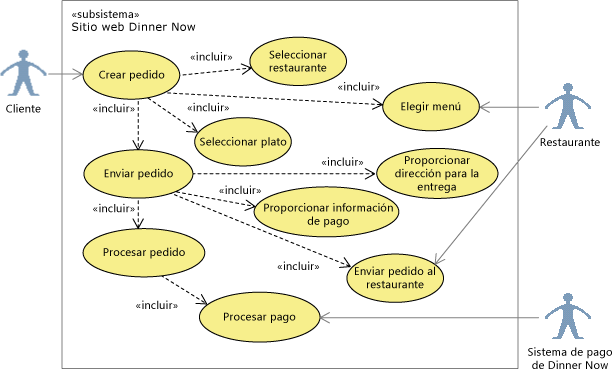 «subsistema»
Sitio web Dinner Now
Cliente
Crear pedido
«incluir»
Seleccionar
restaurante
«incluir»
Elegir menú
«incluir»
«incluir»
Seleccionar plato
Restaurante
Enviar pedido
«incluir»
Proporcionar
dirección para la
entrega
«incluir»
«incluir»
Proporcionar información
de pago
Procesar pedido
«incluir»
Enviar pedido al
restaurante
«incluir»
Procesar pago
Sistema de pago
de Dinner Now